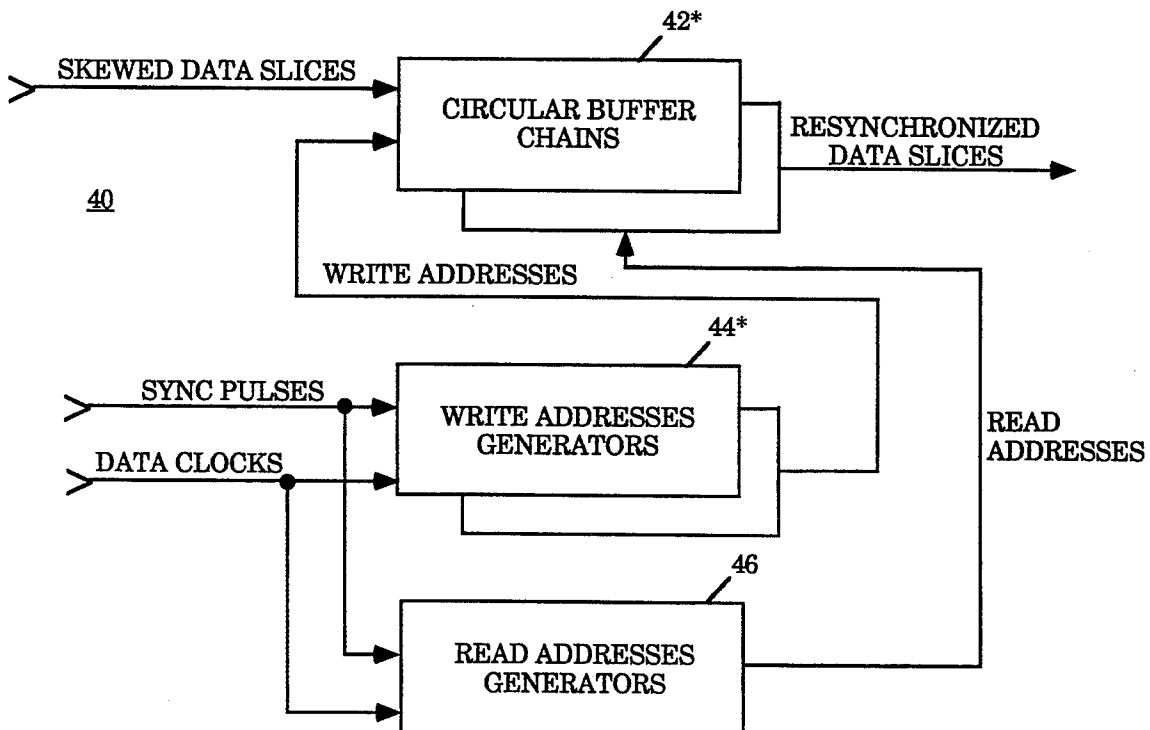 42*
SKEWED DATA SLICES
CIRCULAR BUFFER
CHAINS
RESYNCHRONIZED
DATA SLICES
40
WRITE ADDRESSES
44*
SYNC PULSES
WRITE ADDRESSES
GENERATORS
READ
ADDRESSES
DATA CLOCKS
46
READ ADDRESSES
GENERATORS